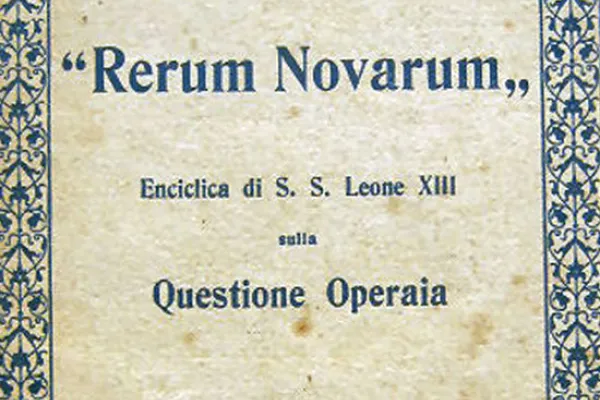 “Rerum Novarum„
Enciclica di S. S. Leone XIII
sulla
Questione Operaia